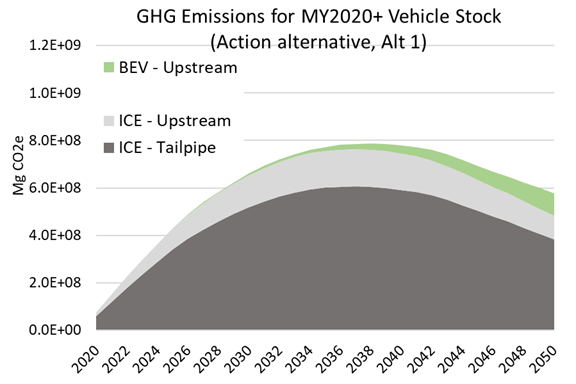 GHG Emissions for MY2020+ Vehicle Stock
(Action alternative, Alt 1)
1.2E+09
1.0E+09
8.0E+08
6.0E+08
4.0E+08
2.0E+08
0.0E+00
Mg CO2e
BEV - Upstream
ICE - Upstream
ICE - Tailpipe
2020
2022
2024
2026
2028
2030
2032
2034
2036
2038
2040
2042
2044
2046
2048
2050